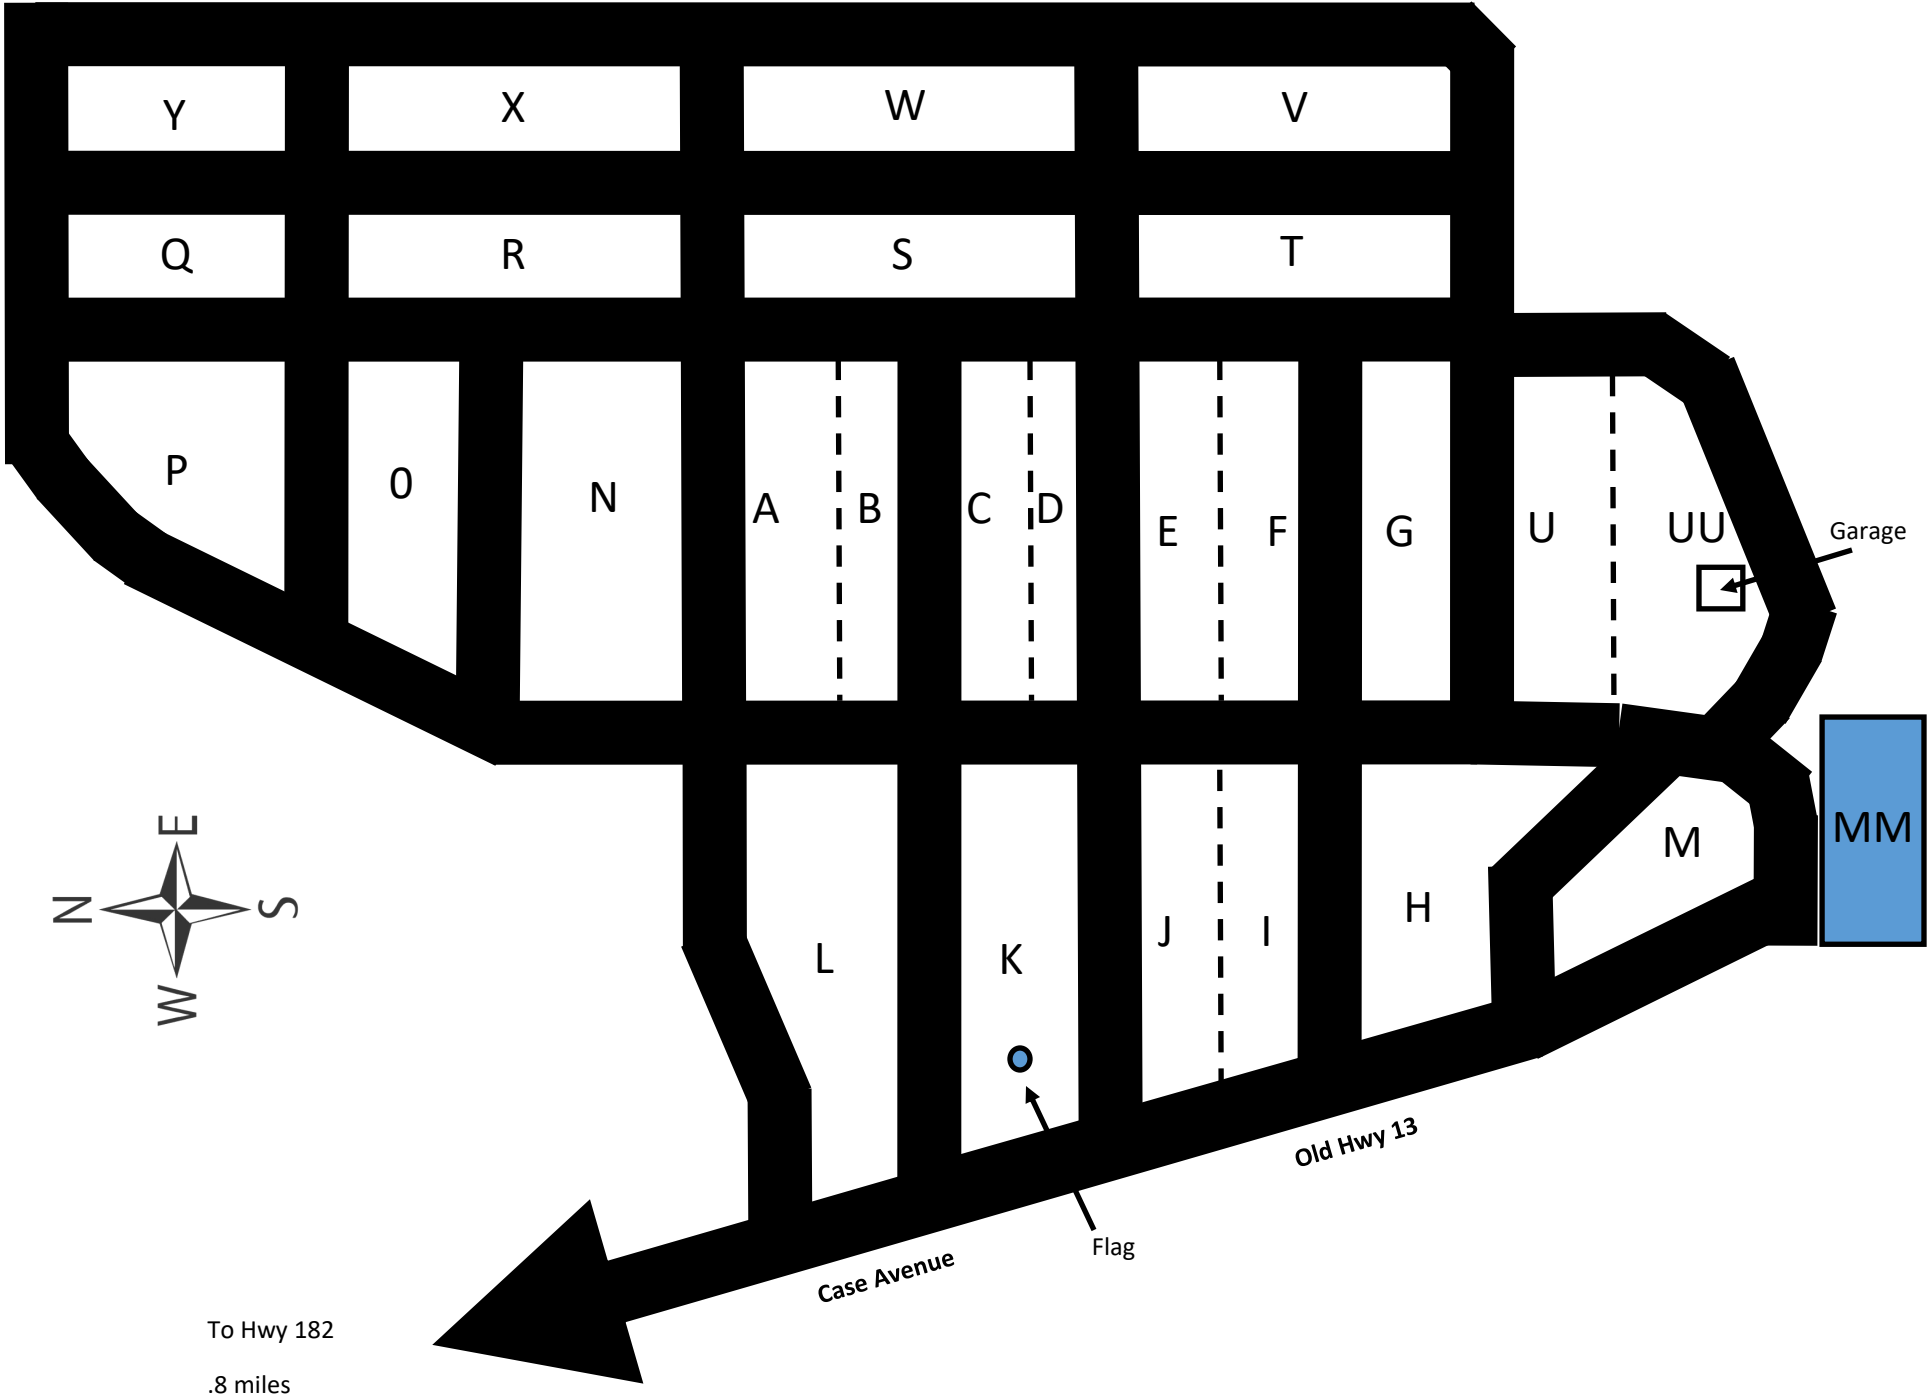 Y X W V
Q R S T
P 0 N A B C D E F G U UU
Garage
MM
M
L K J I H
E
N S
W
Old Hwy 13
Flag
Case Avenue
To Hwy 182
.8 miles